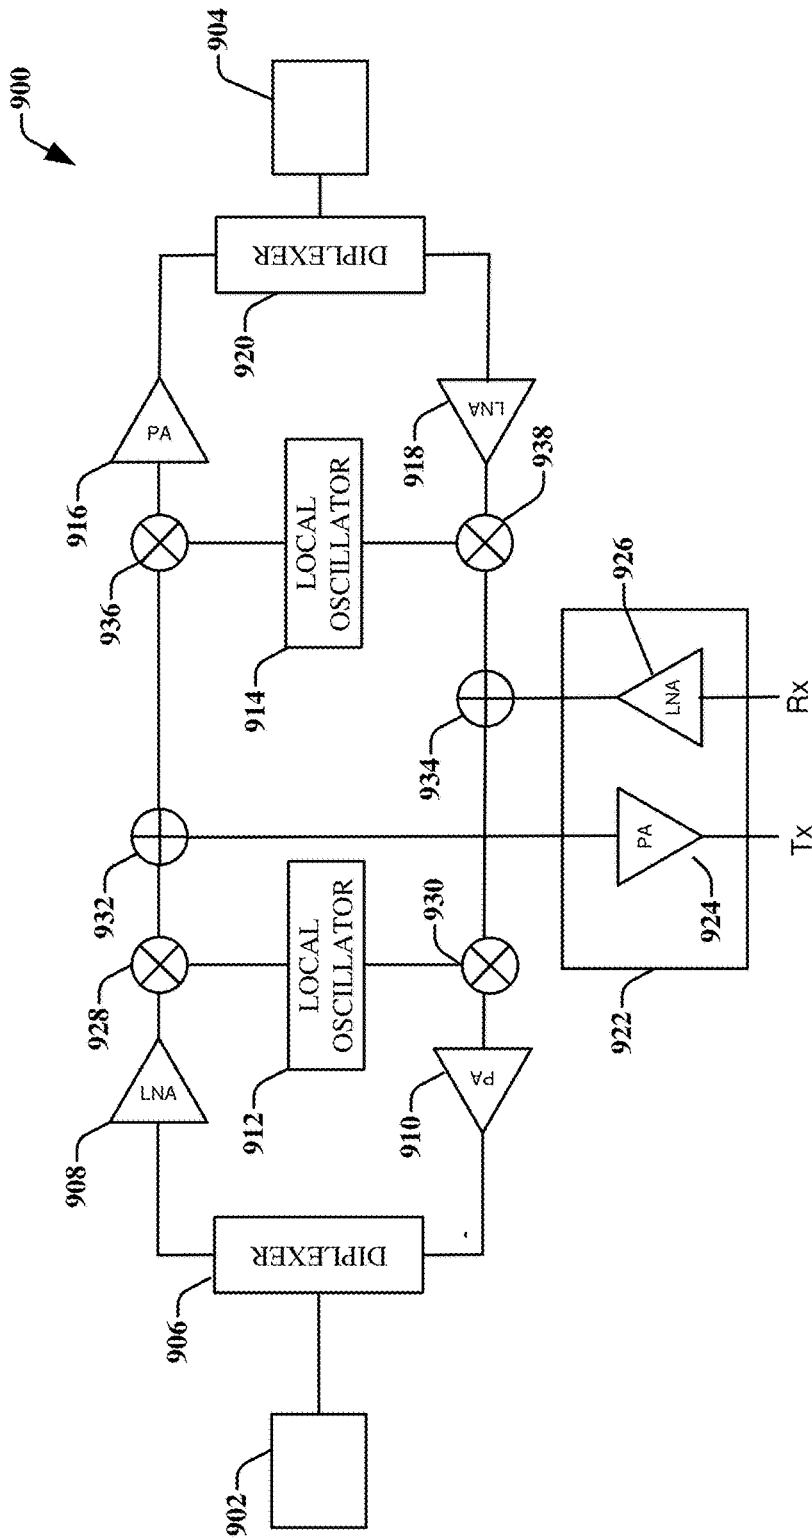 900
904
DIPLEXER
920
PA
916
LNA
918
938
936
LOCAL
OSCILLATOR
914
934
926
LNA
Rx
932
PA
924
Tx
922
928
930
LOCAL
OSCILLATOR
912
LNA
908
PA
910
DIPLEXER
906
902